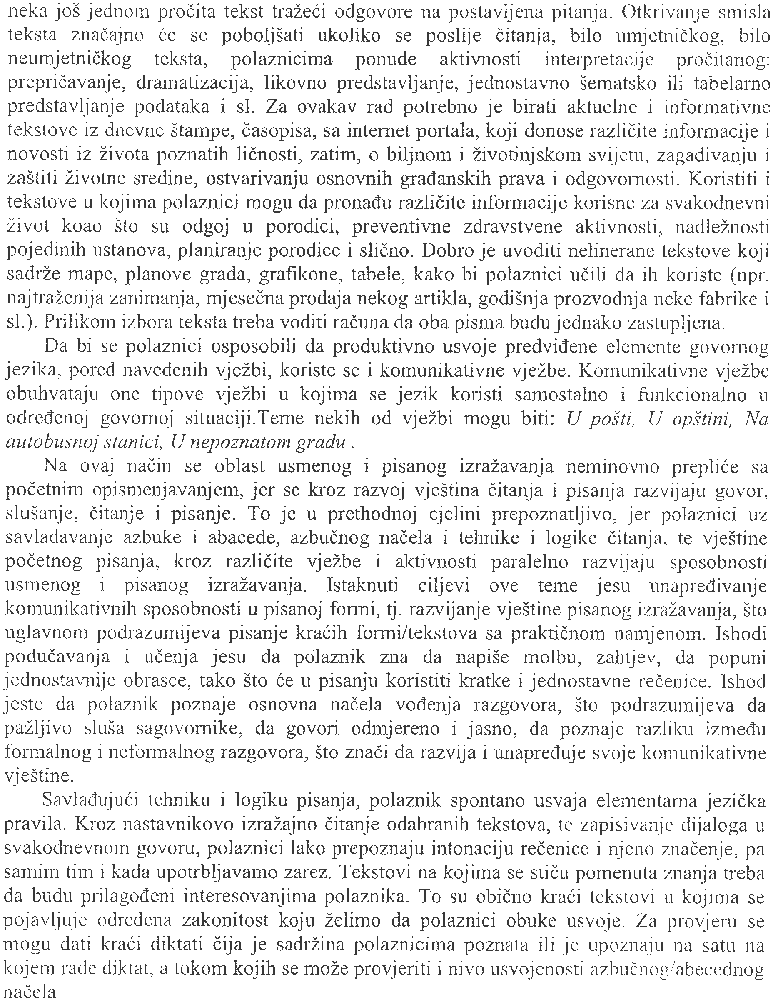 neka još jednom pročita tekst tražeći odgovore na postavljena pitanja. Otkrivanje smisla
teksta značajno će se poboljšati ukoliko se poslije čitanja, bilo umjetničkog, bilo
neumjetničkog teksta, polaznicima ponude aktivnosti interpretacije pročitanog:
prepričavanje, dramatizacija, likovno predstavljanje, jednostavno šematsko ili tabelarno
predstavljanje podataka i sl. Za ovakav rad potrebno je birati aktuelne i informativne
tekstove iz dnevne štampe, časopisa, sa internet portala, koji donose različite informacije i
novosti iz života poznatih ličnosti, zatim, o biljnom i životinjskom svijetu, zagađivanju i
zaštiti životne sredine, ostvarivanju osnovnih građanskih prava i odgovornosti. Koristiti i
tekstove u kojima polaznici mogu da pronađu različite informacije korisne za svakodnevni
život koao što su odgoj u porodici, preventivne zdravstvene aktivnosti, nadležnosti
pojedinih ustanova, planiranje porodice i slično. Dobro je uvoditi nelinerane tekstove koji
sadrže mape, planove grada, grafikone, tabele, kako bi polaznici učili da ih koriste (npr.
najtraženija zanimanja, mjesečna prodaja nekog artikla, godišnja prozvodnja neke fabrike i
sl.). Prilikom izbora teksta treba voditi računa da oba pisma budu jednako zastupljena.
Da bi se polaznici osposobili da produktivno usvoje predviđene elemente govornog
jezika, pored navedenih vježbi, koriste se i komunikativne vježbe. Komunikativne vježbe
obuhvataju one tipove vježbi u kojima se jezik koristi samostalno i funkcionalno u
određenoj govornoj situaciji.Teme nekih od vježbi mogu biti: U pošti, U opštini, Na
autobusnoj stanici, U nepoznatom gradu .
Na ovaj način se oblast usmenog i pisanog izražavanja neminovno prepliće sa
početnim opismenjavanjem, jer se kroz razvoj vještina čitanja i pisanja razvijaju govor,
slušanje, čitanje i pisanje. To je u prethodnoj cjelini prepoznatljivo, jer polaznici uz
savladavanje azbuke i abacede, azbučnog načela i tehnike i logike čitanja, te vještine
početnog pisanja, kroz različite vježbe i aktivnosti paralelno razvijaju sposobnosti
usmenog i pisanog izražavanja. Istaknuti ciljevi ove teme jesu unapređivanje
komunikativnih sposobnosti u pisanoj formi, tj. razvijanje vještine pisanog izražavanja, što
uglavnom podrazumijeva pisanje kraćih formi/tekstova sa praktičnom namjenom. Ishodi
podučavanja i učenja jesu da polaznik zna da napiše molbu, zahtjev, da popuni
jednostavnije obrasce, tako što će u pisanju koristiti kratke i jednostavne rečenice. Ishod
jeste da polaznik poznaje osnovna načela vođenja razgovora, što podrazumijeva da
pažljivo sluša sagovornike, da govori odmjereno i jasno, da poznaje razliku između
formalnog i neformalnog razgovora, što znači da razvija i unapređuje svoje komunikativne
vještine.
Savlađujući tehniku i logiku pisanja, polaznik spontano usvaja elementarna jezička
pravila. Kroz nastavnikovo izražajno čitanje odabranih tekstova, te zapisivanje dijaloga u
svakodnevnom govoru, polaznici lako prepoznaju intonaciju rečenice i njeno značenje, pa
samim tim i kada upotrbljavamo zarez. Tekstovi na kojima se stiču pomenuta znanja treba
da budu prilagođeni interesovanjima polaznika. To su obično kraći tekstovi u kojima se
pojavljuje određena zakonitost koju želimo da polaznici obuke usvoje. Za provjeru se
mogu dati kraći diktati čija je sadržina polaznicima poznata ili je upoznaju na satu na
kojem rade diktat, a tokom kojih se može provjeriti i nivo usvojenosti azbučnog/abecednog
načela